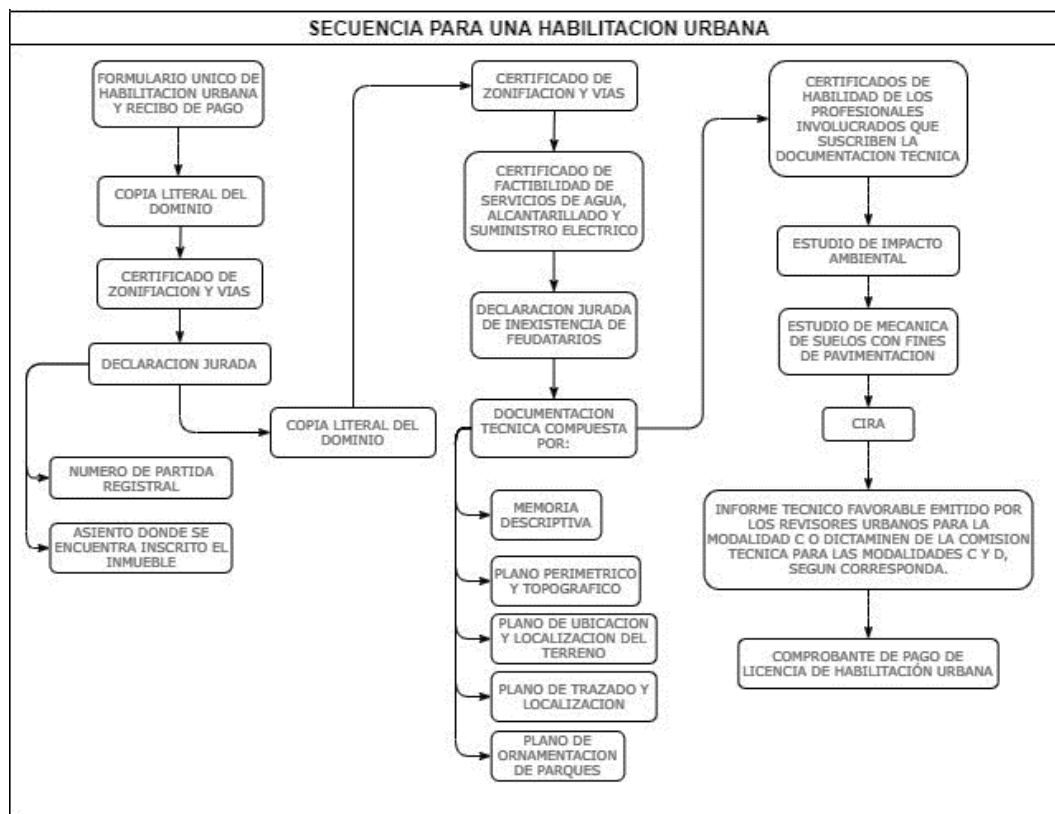 SECUENCIA PARA UNA HABILITACION URBANA
FORMULARIO UNICO DE
HABILITACION URBANA
Y RECIBO DE PAGO
COPIA LITERAL DEL
DOMINIO
CERTIFICADO DE
ZONIFIACION Y VIAS
DECLARACION JURADA
NUMERO DE PARTIDA
REGISTRAL
ASIENTO DONDE SE
ENCUENTRA INSCRITO EL
INMUEBLE
COPIA LITERAL DEL
DOMINIO
CERTIFICADO DE
ZONIFIACION Y VIAS
CERTIFICADO DE
FACTIBILIDAD DE
SERVICIOS DE AGUA,
ALCANTARILLADO Y
SUMINISTRO ELECTRICO
DECLARACION JURADA
DE INEXISTENCIA DE
FEUDATARIOS
DOCUMENTACION
TECNICA COMPUESTA
POR:
MEMORIA
DESCRIPTIVA
PLANO PERIMETRICO
Y TOPOGRAFICO
PLANO DE UBICACION
Y LOCALIZACION DEL
TERRENO
PLANO DE TRAZADO Y
LOCALIZACION
PLANO DE
ORNAMENTACION
DE PARQUES
CERTIFICADOS DE
HABILIDAD DE LOS
PROFESIONALES
INVOLUCRADOS QUE
SUSCRIBEN LA
DOCUMENTACION TECNICA
ESTUDIO DE IMPACTO
AMBIENTAL
ESTUDIO DE MECANICA
DE SUELOS CON FINES
DE PAVIMENTACION
CIRA
INFORME TECNICO FAVORABLE EMITIDO POR
LOS REVISORES URBANOS PARA LA
MODALIDAD C O DICTAMINEN DE LA COMISION
TECNICA PARA LAS MODALIDADES C Y D,
SEGUN CORRESPONDA.
COMPROBANTE DE PAGO DE
LICENCIA DE HABILITACIÓN URBANA